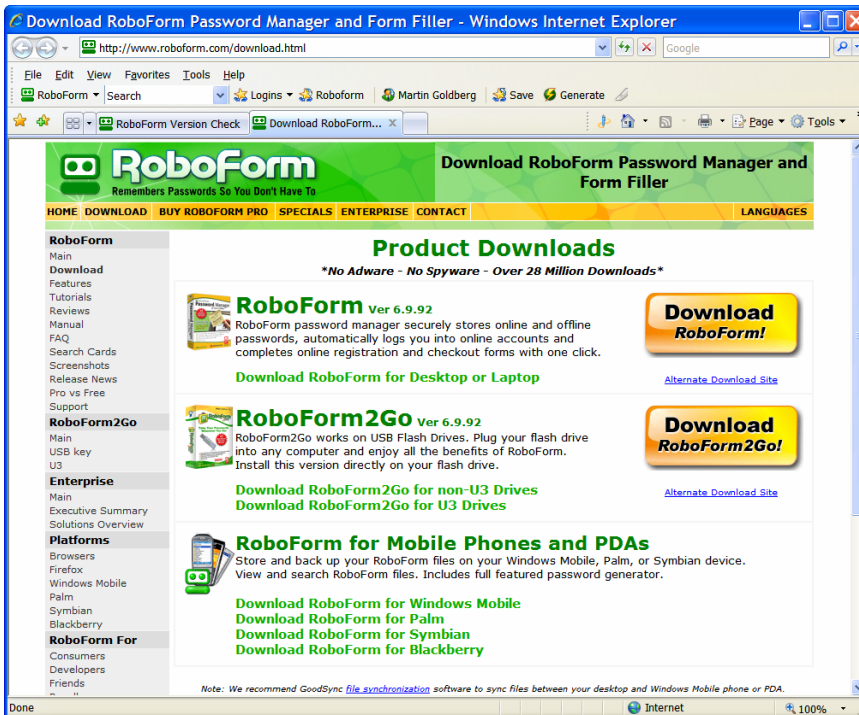 Download RoboForm Password Manager and Form Filler - Windows Internet Explorer
http://www.roboform.com/download.html
Google
File Edit View Favorites Tools Help
RoboForm Search Logins Roboform Martin Goldberg Save Generate
RoboForm Version Check Download RoboForm... Page Tools
RoboForm
Remembers Passwords So You Don't Have To
Download RoboForm Password Manager and
Form Filler
HOME DOWNLOAD BUY ROBOFORM PRO SPECIALS ENTERPRISE CONTACT LANGUAGES
RoboForm
Main
Download
Features
Tutorials
Reviews
Manual
FAQ
Search Cards
Screenshots
Release News
Pro vs Free
Support
RoboForm2Go
Main
USB key
U3
Enterprise
Main
Executive Summary
Solutions Overview
Platforms
Browsers
Firefox
Windows Mobile
Palm
Symbian
Blackberry
RoboForm For
Consumers
Developers
Friends
Product Downloads
*No Adware - No Spyware - Over 28 Million Downloads*
RoboForm Ver 6.9.92
RoboForm password manager securely stores online and offline
passwords, automatically logs you into online accounts and
completes online registration and checkout forms with one click.
Download RoboForm for Desktop or Laptop
Download
RoboForm!
Alternate Download Site
RoboForm2Go Ver 6.9.92
RoboForm2Go works on USB Flash Drives. Plug your flash drive
into any computer and enjoy all the benefits of RoboForm.
Install this version directly on your flash drive.
Download RoboForm2Go for non-U3 Drives
Download RoboForm2Go for U3 Drives
Download
RoboForm2Go!
Alternate Download Site
RoboForm for Mobile Phones and PDAs
Store and back up your RoboForm files on your Windows Mobile, Palm, or Symbian device.
View and search RoboForm files. Includes full featured password generator.
Download RoboForm for Windows Mobile
Download RoboForm for Palm
Download RoboForm for Symbian
Download RoboForm for Blackberry
Note: We recommend GoodSync file synchronization software to sync files between your desktop and Windows Mobile phone or PDA.
Done Internet 100%